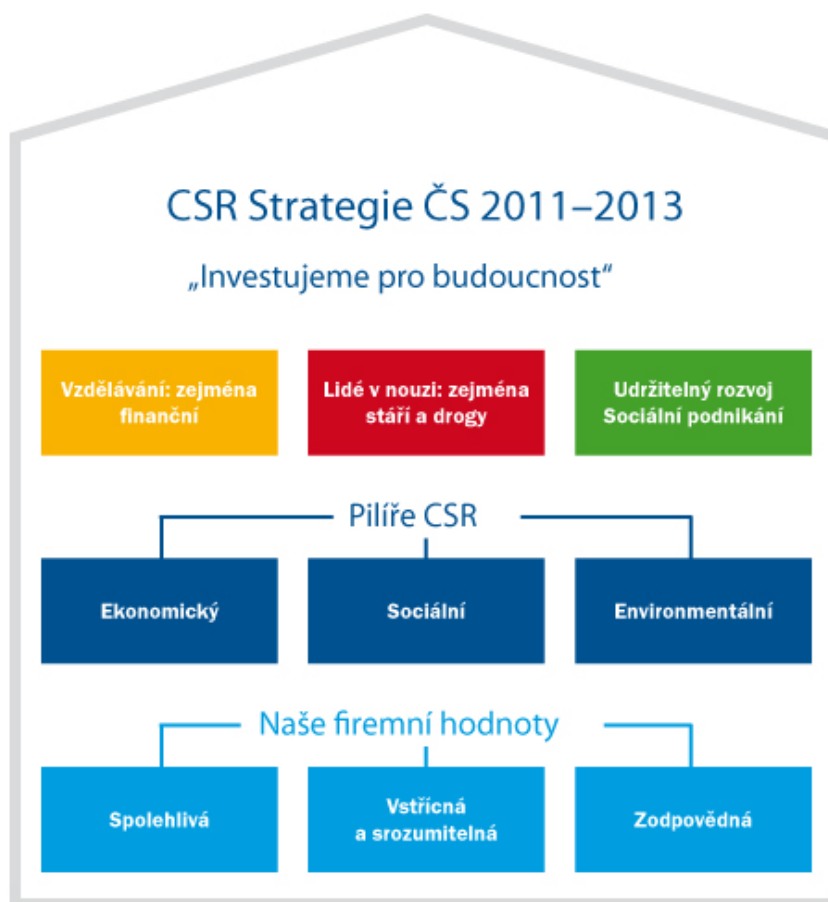 CSR Strategie ČS 2011–2013
„Investujeme pro budoucnost“
Vzdělávání: zejména
finanční
Lidé v nouzi: zejména
stáří a drogy
Udržitelný rozvoj
Sociální podnikání
Pilíře CSR
Ekonomický
Sociální
Environmentální
Naše firemní hodnoty
Spolehlivá
Vstřícná
a srozumitelná
Zodpovědná